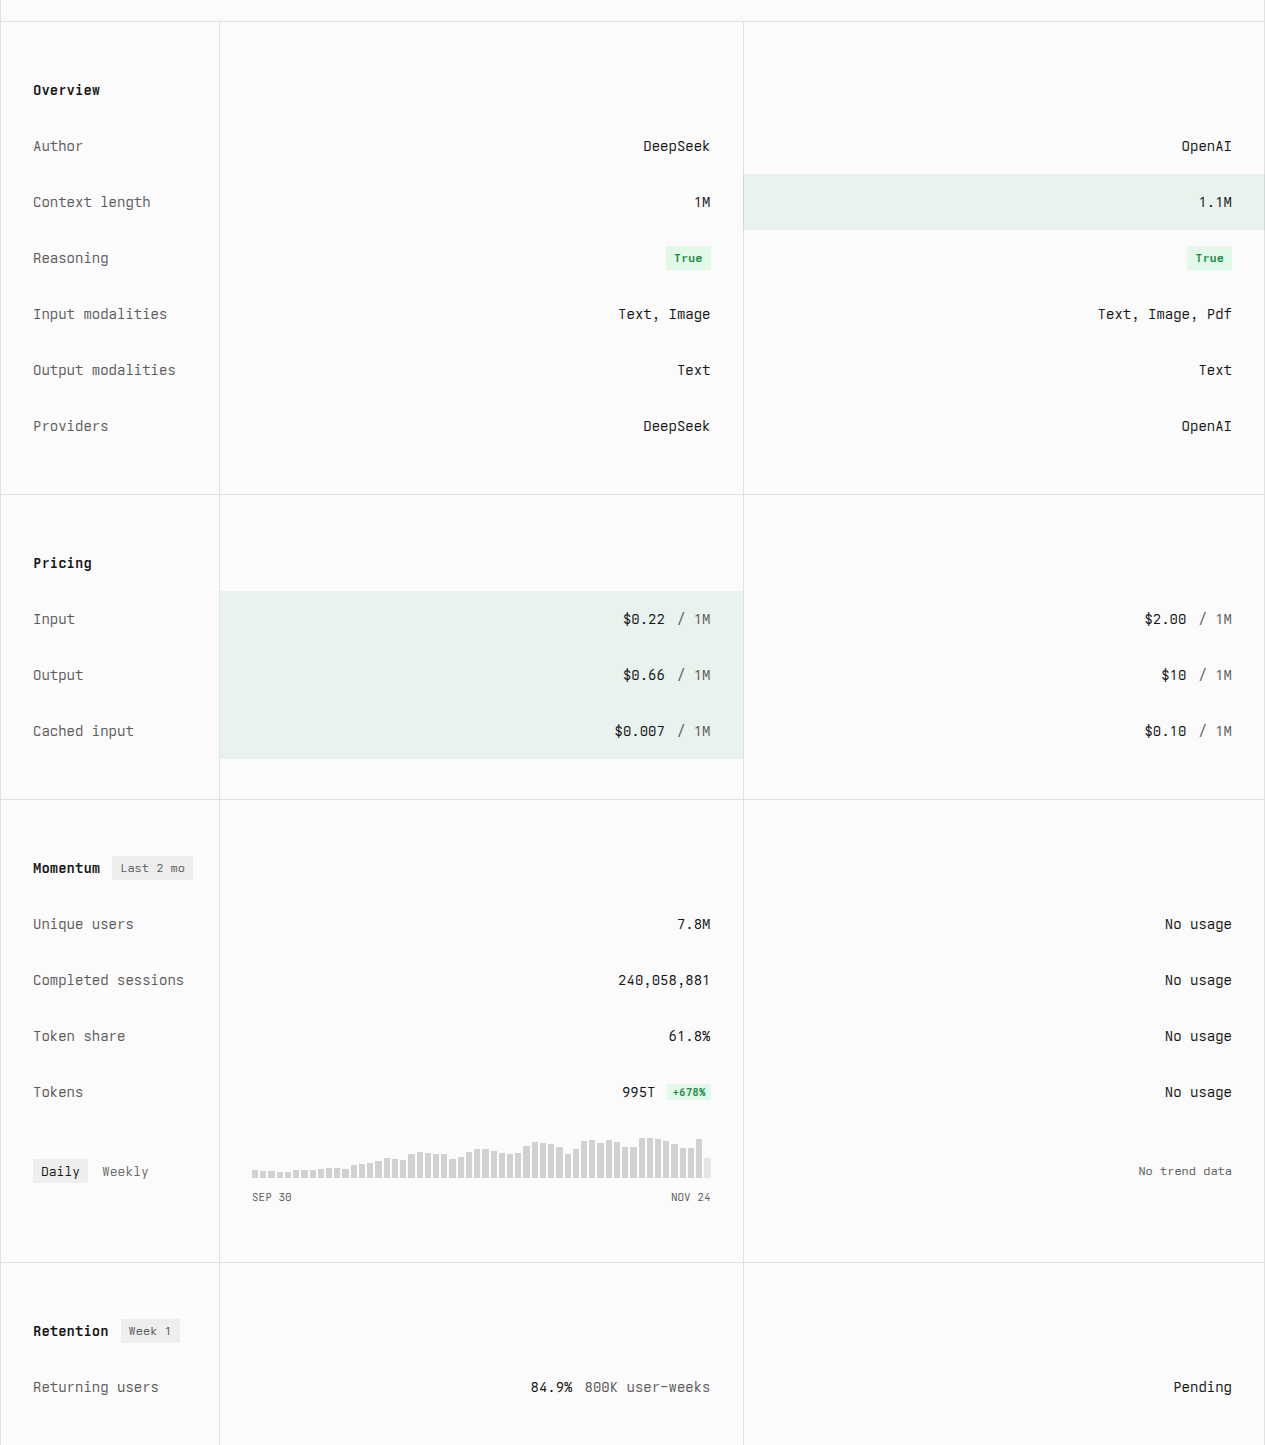 Overview
Author DeepSeek OpenAI
Context length 1M 1.1M
Reasoning True True
Input modalities Text, Image Text, Image, Pdf
Output modalities Text Text
Providers DeepSeek OpenAI
Pricing
Input $0.22 / 1M $2.00 / 1M
Output $0.66 / 1M $10 / 1M
Cached input $0.007 / 1M $0.10 / 1M
Momentum Last 2 mo
Unique users 7.8M No usage
Completed sessions 240,058,881 No usage
Token share 61.8% No usage
Tokens 995T +678% No usage
Daily Weekly No trend data
SEP 30 NOV 24
Retention Week 1
Returning users 84.9% 800K user-weeks Pending